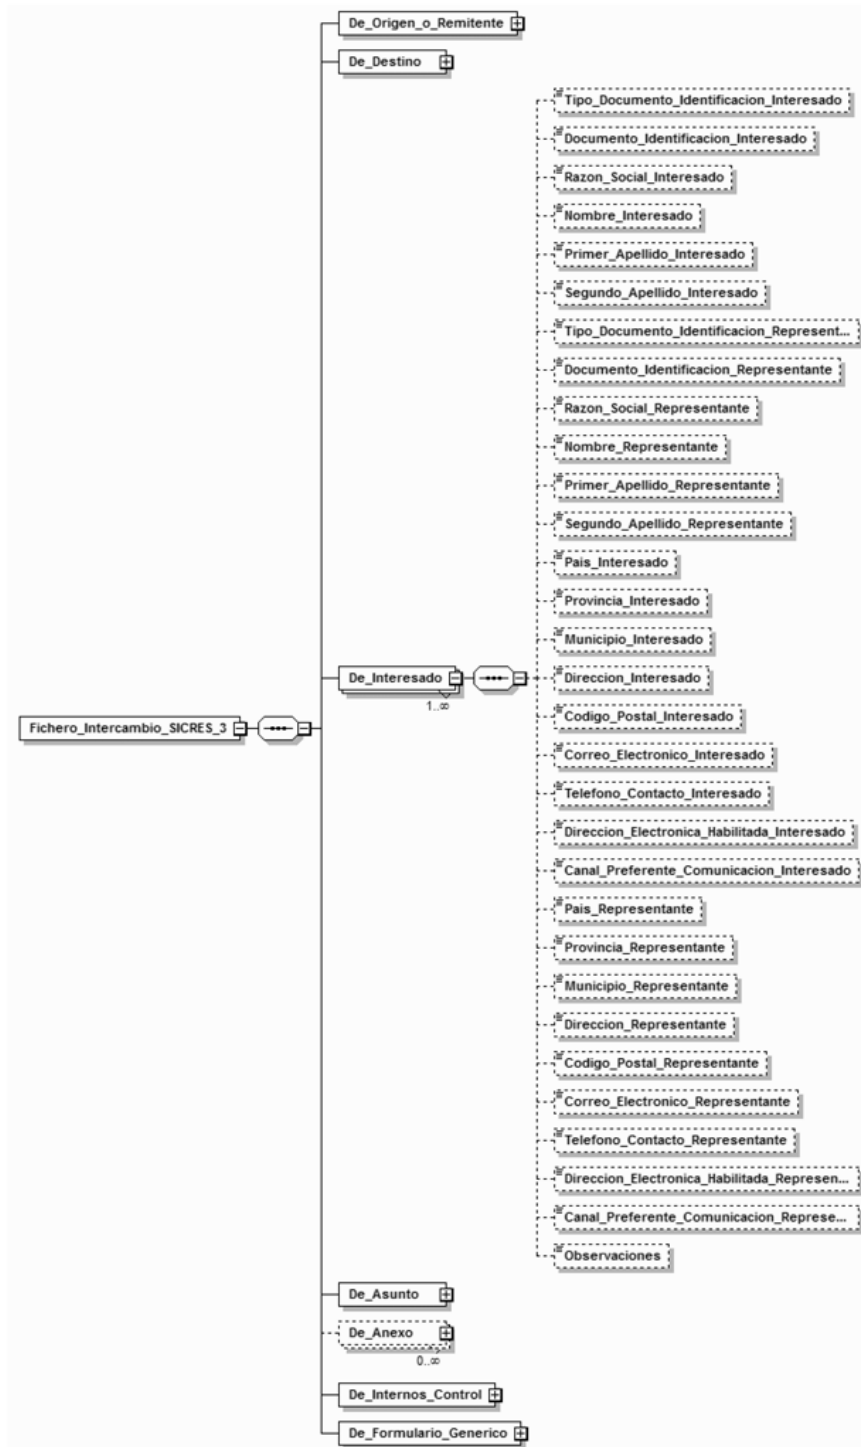 De_Origen_o_Remitente
De_Destino
Tipo_Documento_Identificacion_Interesado
Documento_Identificacion_Interesado
Razon_Social_Interesado
Nombre_Interesado
Primer_Apellido_Interesado
Segundo_Apellido_Interesado
Tipo_Documento_Identificacion_Represent...
Documento_Identificacion_Representante
Razon_Social_Representante
Nombre_Representante
Primer_Apellido_Representante
Segundo_Apellido_Representante
Pais_Interesado
Provincia_Interesado
Municipio_Interesado
De_Interesado
1..∞
Direccion_Interesado
Codigo_Postal_Interesado
Fichero_Intercambio_SICRES_3
Correo_Electronico_Interesado
Telefono_Contacto_Interesado
Direccion_Electronica_Habilitada_Interesado
Canal_Preferente_Comunicacion_Interesado
Pais_Representante
Provincia_Representante
Municipio_Representante
Direccion_Representante
Codigo_Postal_Representante
Correo_Electronico_Representante
Telefono_Contacto_Representante
Direccion_Electronica_Habilitada_Represen...
Canal_Preferente_Comunicacion_Represe...
Observaciones
De_Asunto
De_Anexo
0..∞
De_Internos_Control
De_Formulario_Generico